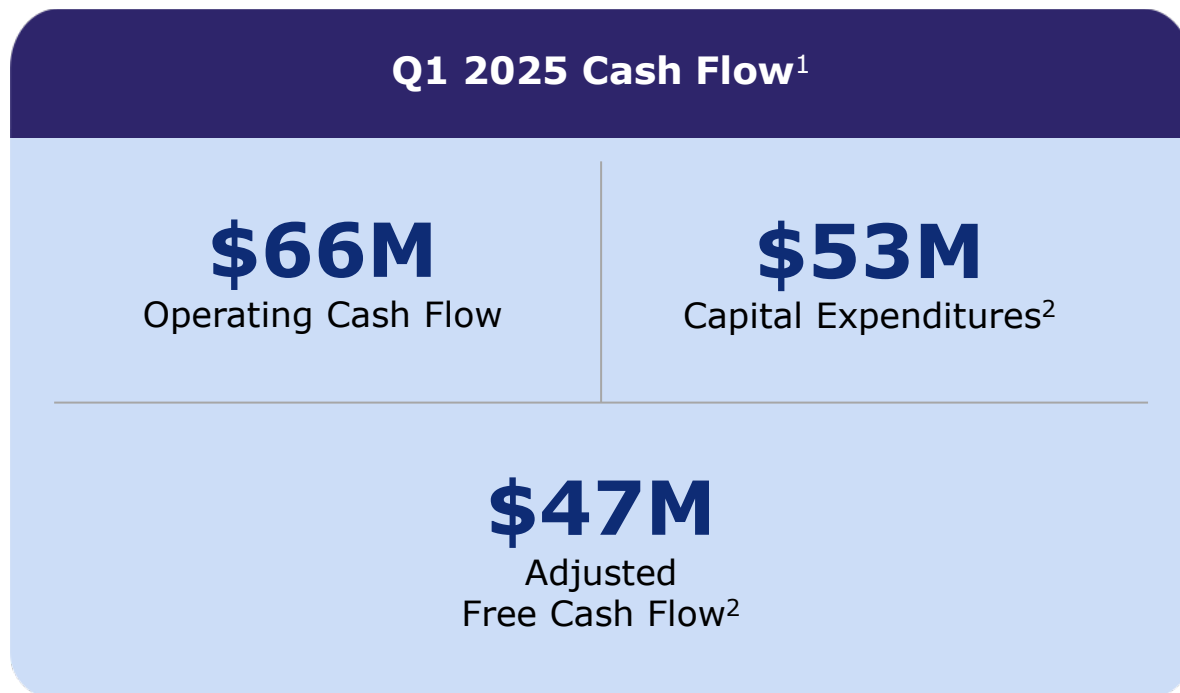 Q1 2025 Cash Flow¹
$66M
Operating Cash Flow
$53M
Capital Expenditures²
$47M
Adjusted
Free Cash Flow²